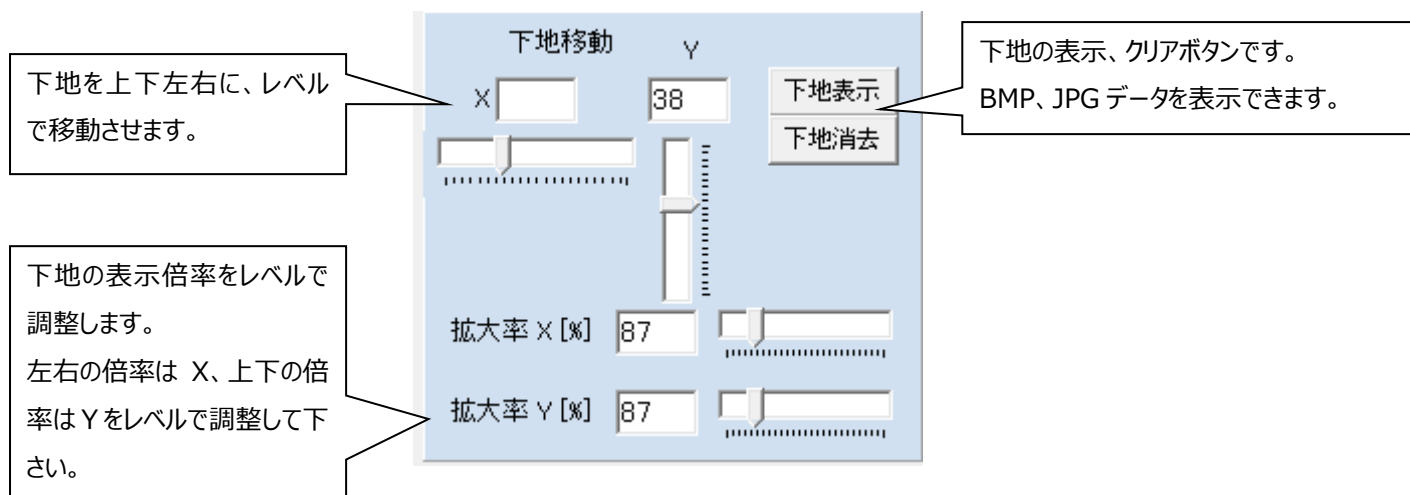 下地を上下左右に、レベル
で移動させます。
下地の表示倍率をレベルで
調整します。
左右の倍率は X、上下の倍
率は Y をレベルで調整して下
さい。
下地移動
X
Y
38
下地表示
下地消去
拡大率 X [%] 87
拡大率 Y [%] 87
下地の表示、クリアボタンです。
BMP、JPG データを表示できます。